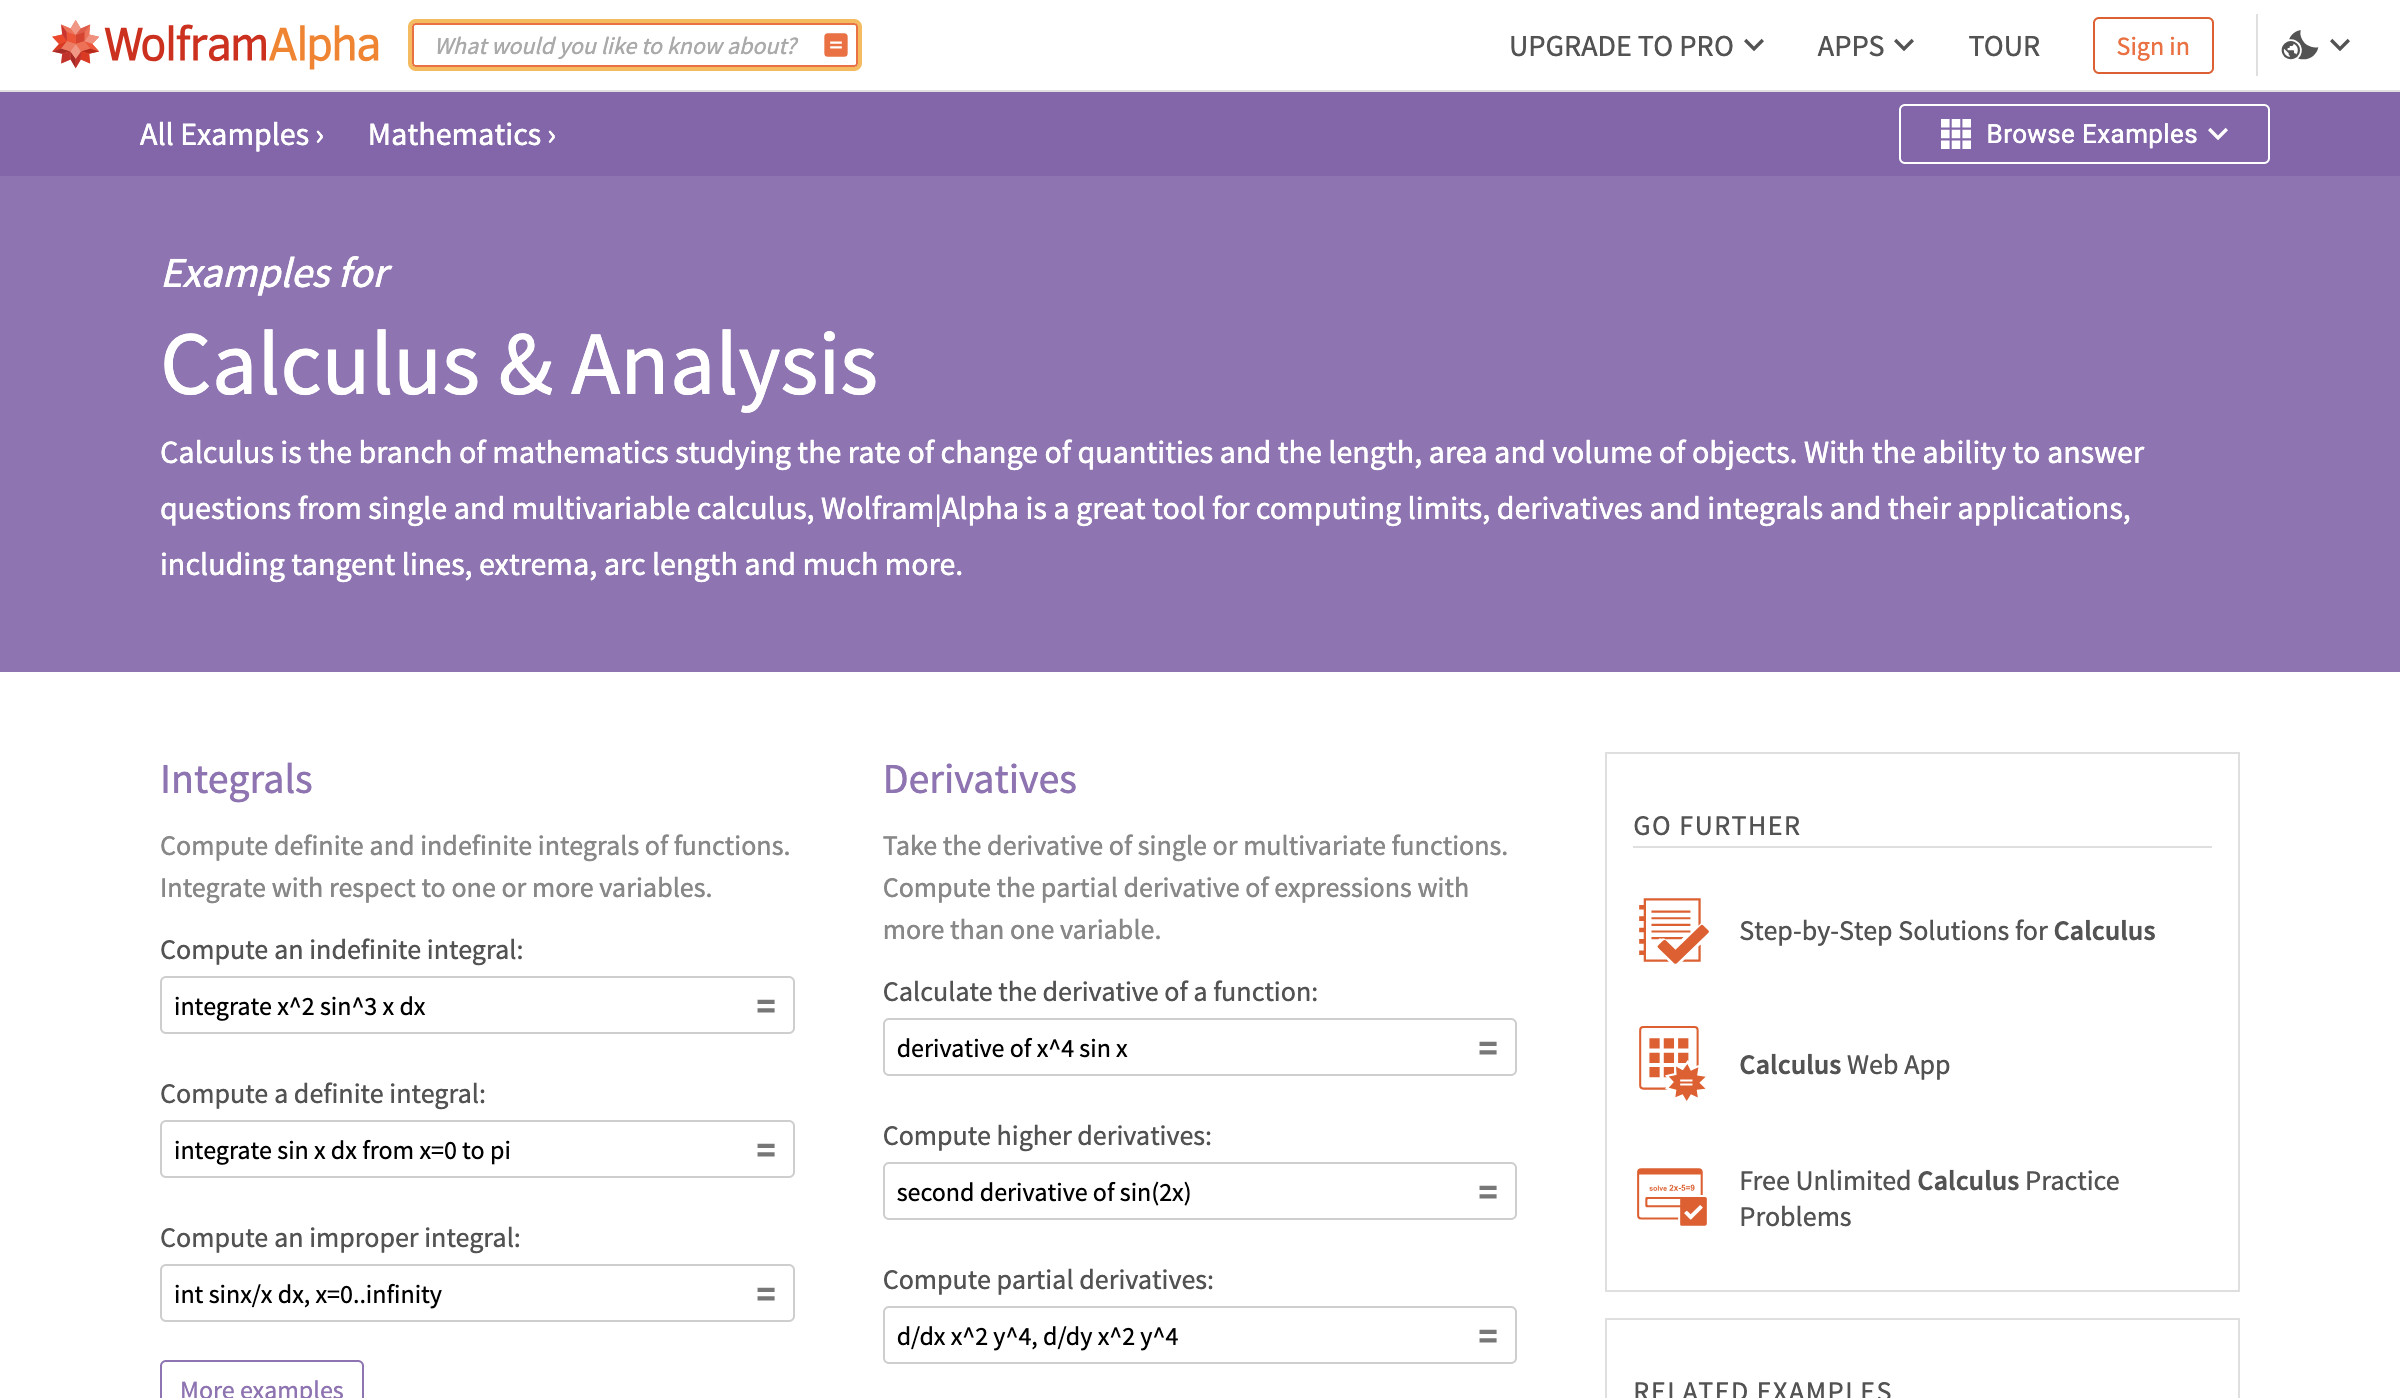 WolframAlpha
What would you like to know about?
UPGRADE TO PRO
APPS
TOUR
Sign in
All Examples ›
Mathematics ›
Browse Examples
Examples for
Calculus & Analysis
Calculus is the branch of mathematics studying the rate of change of quantities and the length, area and volume of objects. With the ability to answer
questions from single and multivariable calculus, Wolfram|Alpha is a great tool for computing limits, derivatives and integrals and their applications,
including tangent lines, extrema, arc length and much more.
Integrals
Compute definite and indefinite integrals of functions.
Integrate with respect to one or more variables.
Compute an indefinite integral:
integrate x^2 sin^3 x dx
Compute a definite integral:
integrate sin x dx from x=0 to pi
Compute an improper integral:
int sinx/x dx, x=0..infinity
More examples
Derivatives
Take the derivative of single or multivariate functions.
Compute the partial derivative of expressions with
more than one variable.
Calculate the derivative of a function:
derivative of x^4 sin x
Compute higher derivatives:
second derivative of sin(2x)
Compute partial derivatives:
d/dx x^2 y^4, d/dy x^2 y^4
GO FURTHER
Step-by-Step Solutions for Calculus
Calculus Web App
solve 2x-5=9
Free Unlimited Calculus Practice
Problems
RELATED EXAMPLES